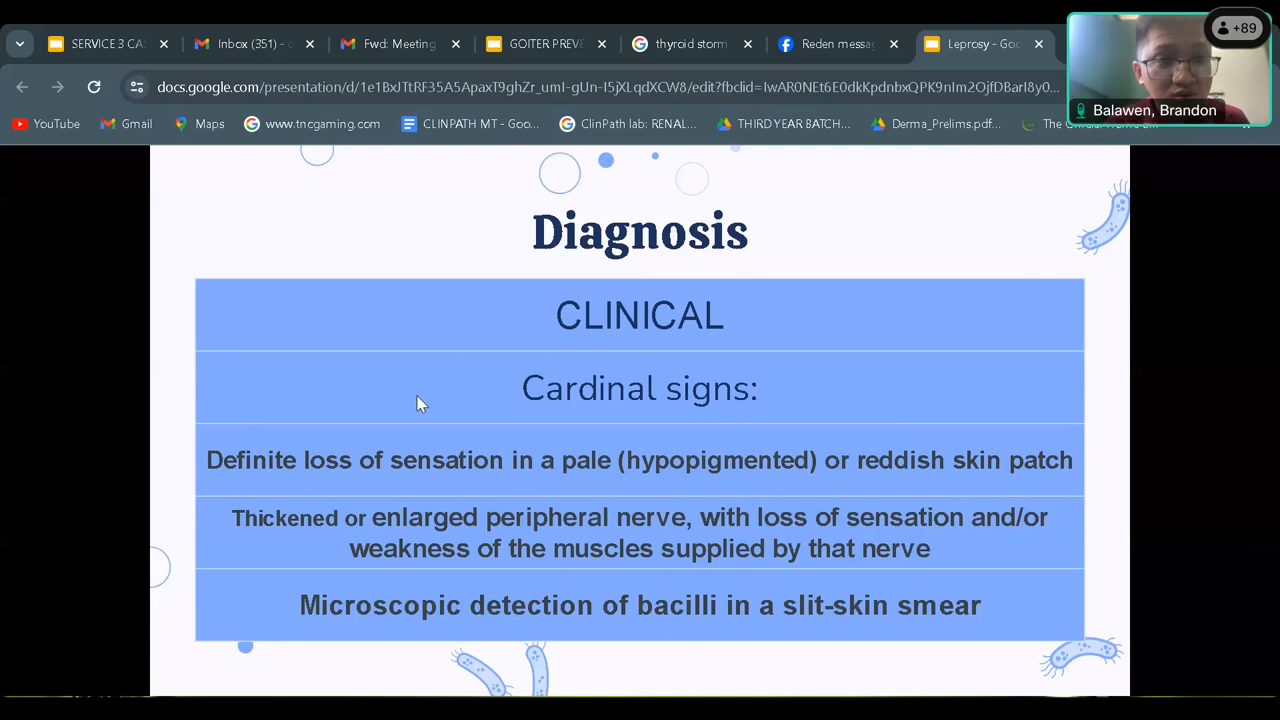 SERVICE 3 CA
Inbox (351) -
Fwd: Meeting
GOITER PREVE
thyroid storm
Reden messa
Leprosy - Goo
+89
docs.google.com/presentation/d/1e1BxJTtRF35A5ApaxT9ghZr_umI-gUn-I5jXLqdXCW8/edit?fbclid=IwAR0NEt6E0dkKpdnbxQPK9nIm2OjfDBarI8y0...
Balawen, Brandon
YouTube
Gmail
Maps
www.tncgaming.com
CLINPATH MT - Goo...
ClinPath lab: RENAL...
THIRD YEAR BATCH...
Derma_Prelims.pdf...
Diagnosis
CLINICAL
Cardinal signs:
Definite loss of sensation in a pale (hypopigmented) or reddish skin patch
Thickened or enlarged peripheral nerve, with loss of sensation and/or
weakness of the muscles supplied by that nerve
Microscopic detection of bacilli in a slit-skin smear